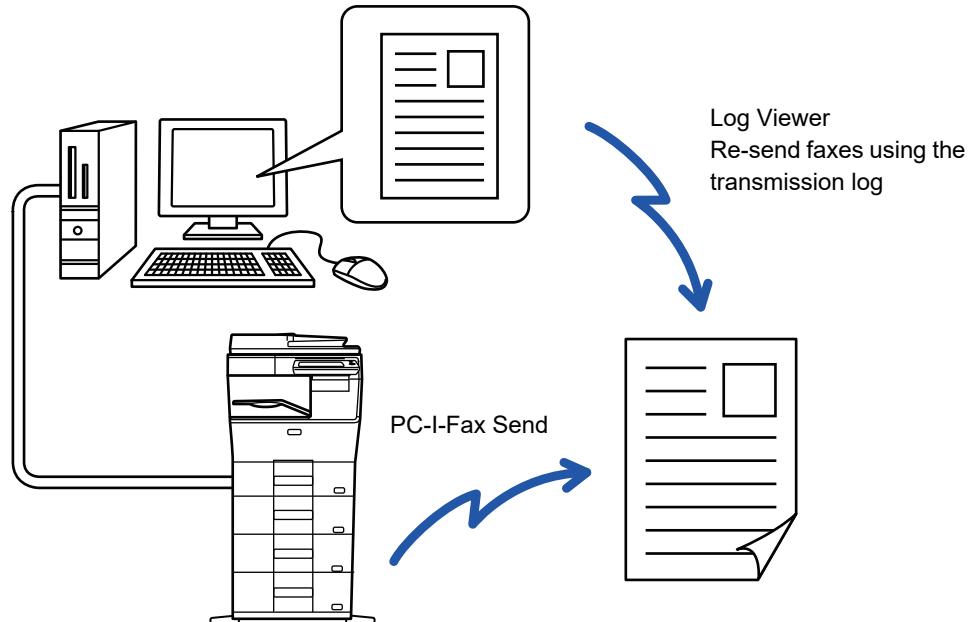 Log Viewer
Re-send faxes using the
transmission log
PC-I-Fax Send